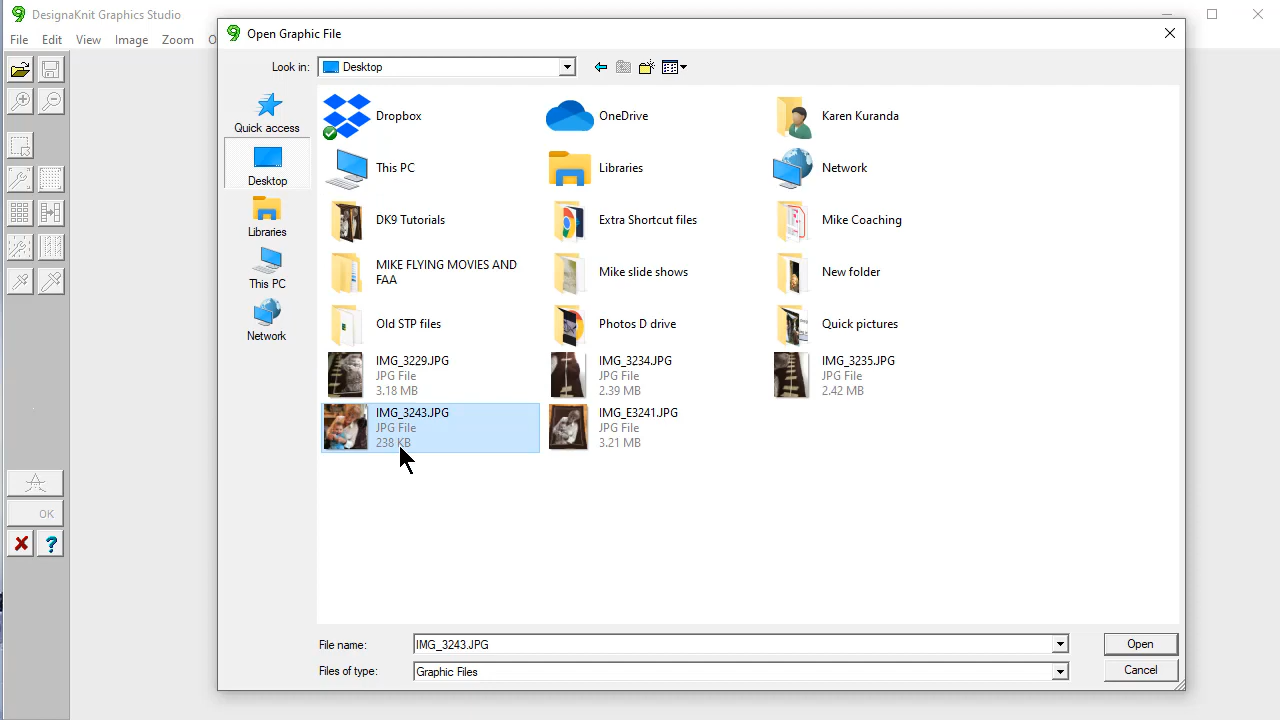 DesignaKnit Graphics Studio
File Edit View Image Zoom O
Open Graphic File
Look in: Desktop
Quick access
Desktop
Libraries
This PC
Network
Dropbox
OneDrive
Karen Kuranda
This PC
Libraries
Network
DK9 Tutorials
Extra Shortcut files
Mike Coaching
MIKE FLYING MOVIES AND
FAA
Mike slide shows
New folder
Old STP files
Photos D drive
Quick pictures
IMG_3229.JPG
JPG File
3.18 MB
IMG_3234.JPG
JPG File
2.39 MB
IMG_3235.JPG
JPG File
2.42 MB
IMG_3243.JPG
JPG File
238 KB
IMG_E3241.JPG
JPG File
3.21 MB
OK
File name: IMG_3243.JPG
Open
Files of type: Graphic Files
Cancel